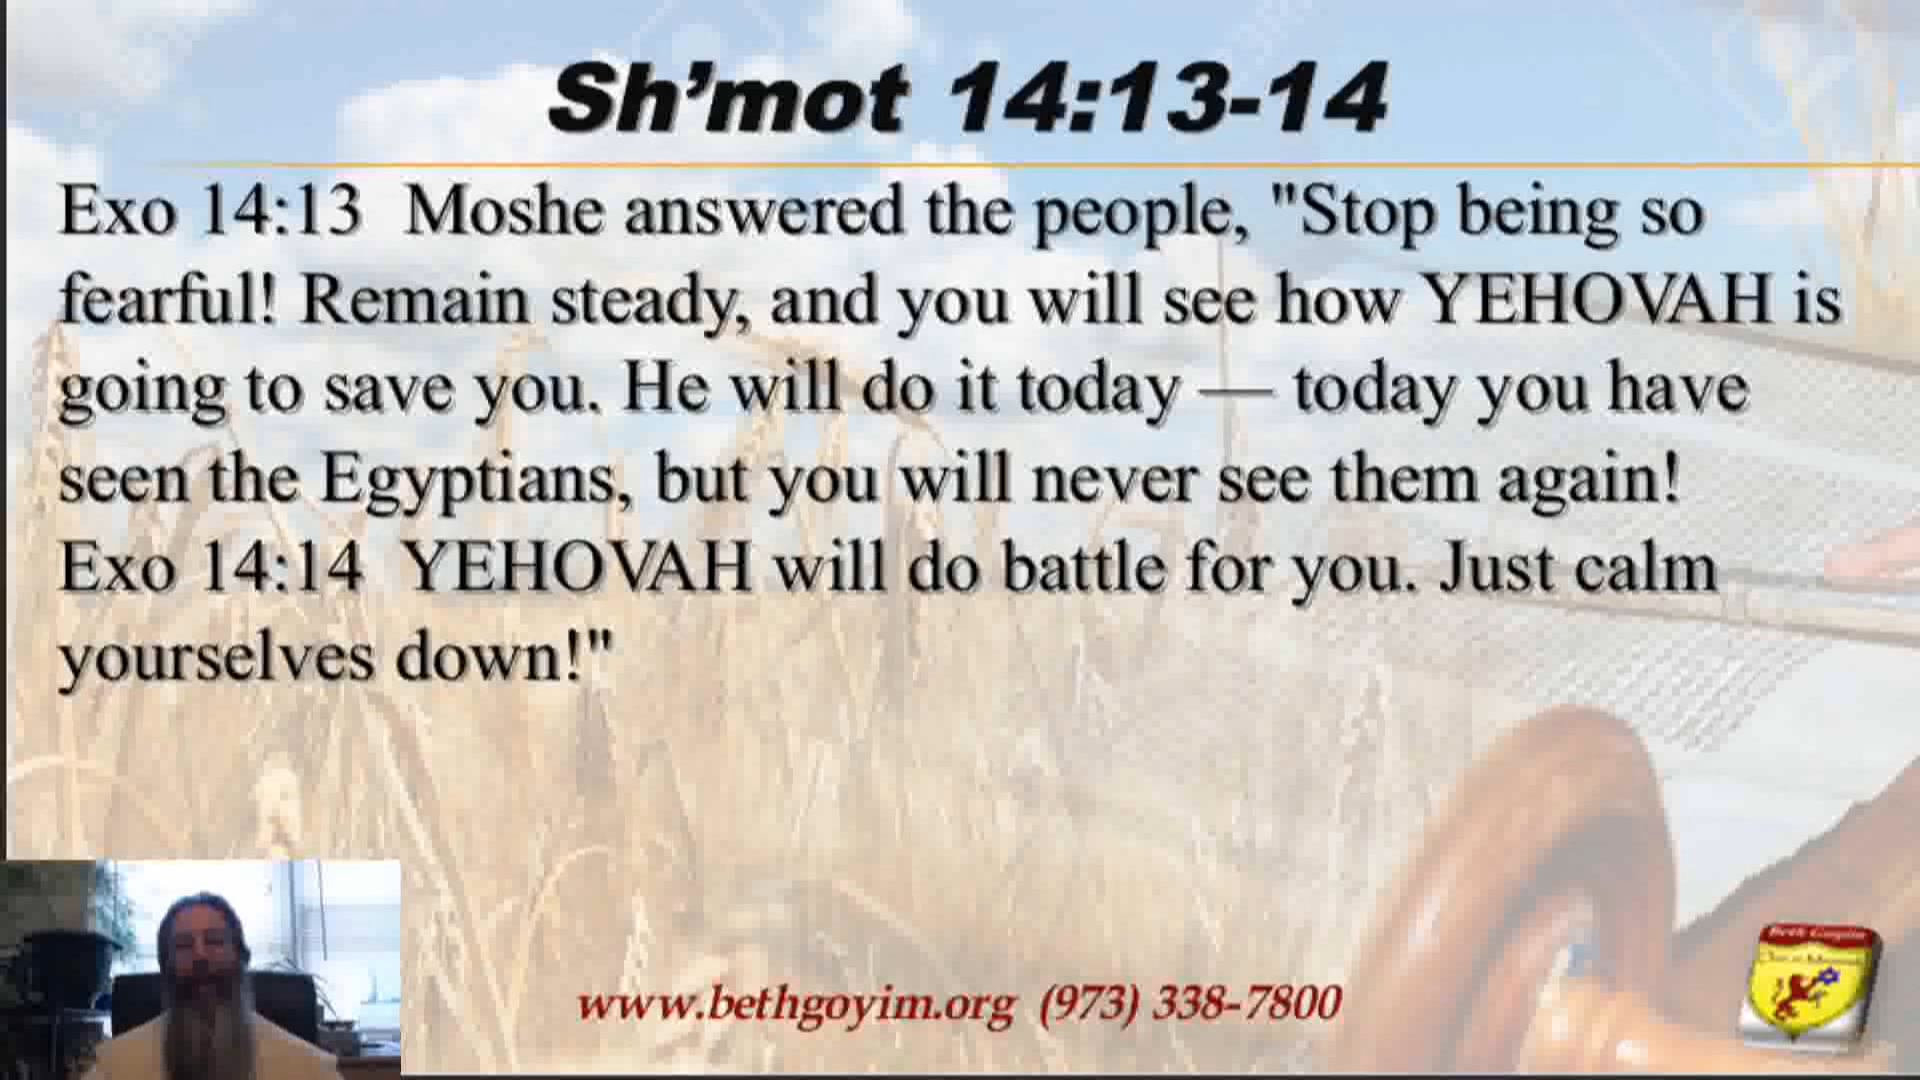 Sh’mot 14:13-14
Exo 14:13 Moshe answered the people, "Stop being so
fearful! Remain steady, and you will see how YEHOVAH is
going to save you. He will do it today — today you have
seen the Egyptians, but you will never see them again!
Exo 14:14 YEHOVAH will do battle for you. Just calm
yourselves down!"
www.bethgoyim.org (973) 338-7800
Beth Goyim